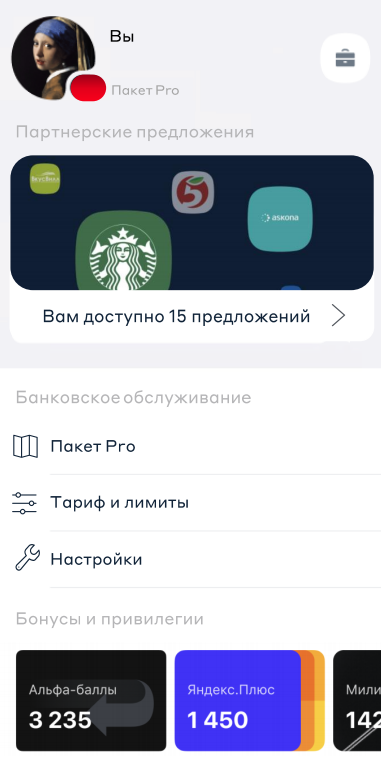 Вы
Пакет Pro
Партнерские предложения
ВкусВилл
5
askona
Вам доступно 15 предложений
Банковское обслуживание
Пакет Pro
Тариф и лимиты
Настройки
Бонусы и привилегии
Альфа-баллы
3 235
Яндекс.Плюс
1 450
Мили
142